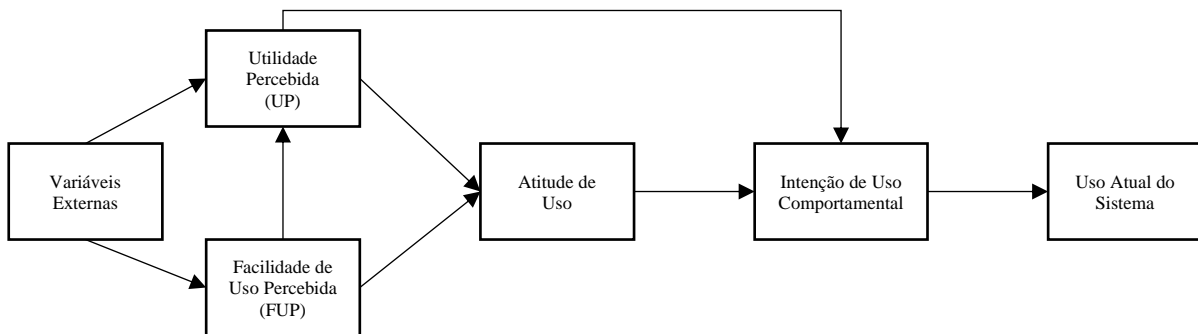 Utilidade
Percebida
(UP)
Variáveis
Externas
Facilidade de
Uso Percebida
(FUP)
Atitude de
Uso
Intenção de Uso
Comportamental
Uso Atual do
Sistema